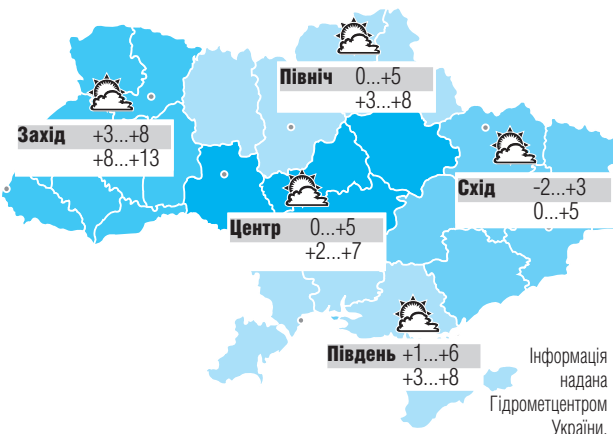 Північ 0...+5
+3...+8
Захід +3...+8
+8...+13
Схід -2...+3
0...+5
Центр 0...+5
+2...+7
Південь +1...+6
+3...+8
Інформація
надана
Гідрометцентром
України.